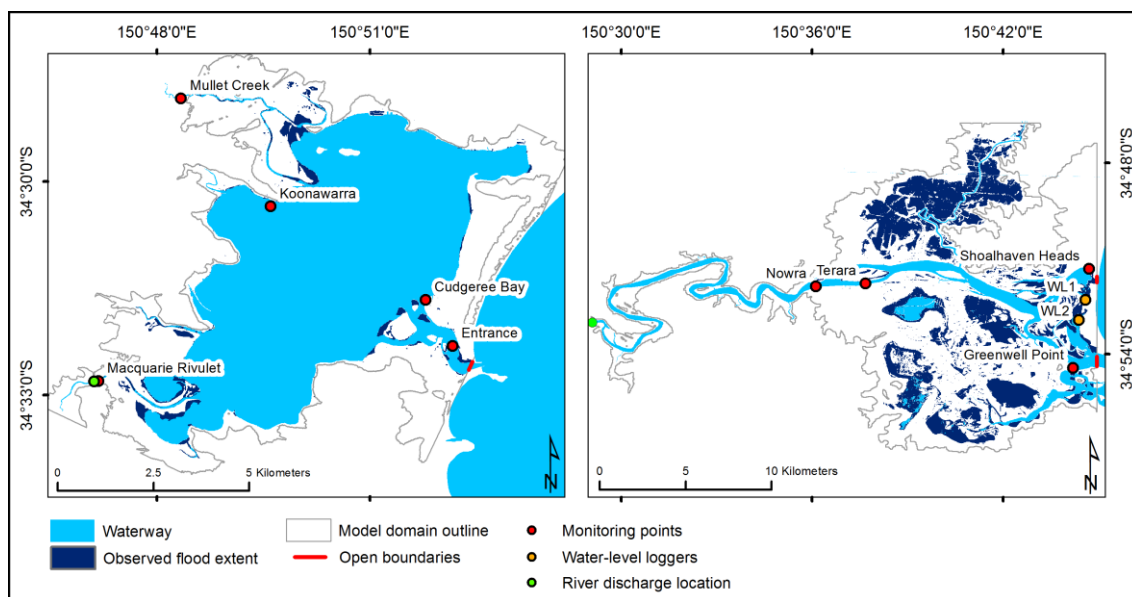 150°48'0"E
150°51'0"E
150°30'0"E
150°36'0"E
150°42'0"E
34°30'0"S
34°33'0"S
Mullet Creek
Koonawarra
Cudgeree Bay
Entrance
Macquarie Rivulet
0
2.5
5 Kilometers
N
34°48'0"S
34°54'0"S
Shoalhaven Heads
Nowra
Terara
WL1
WL2
Greenwell Point
0
5
10 Kilometers
N
Waterway
Observed flood extent
Model domain outline
Open boundaries
Monitoring points
Water-level loggers
River discharge location